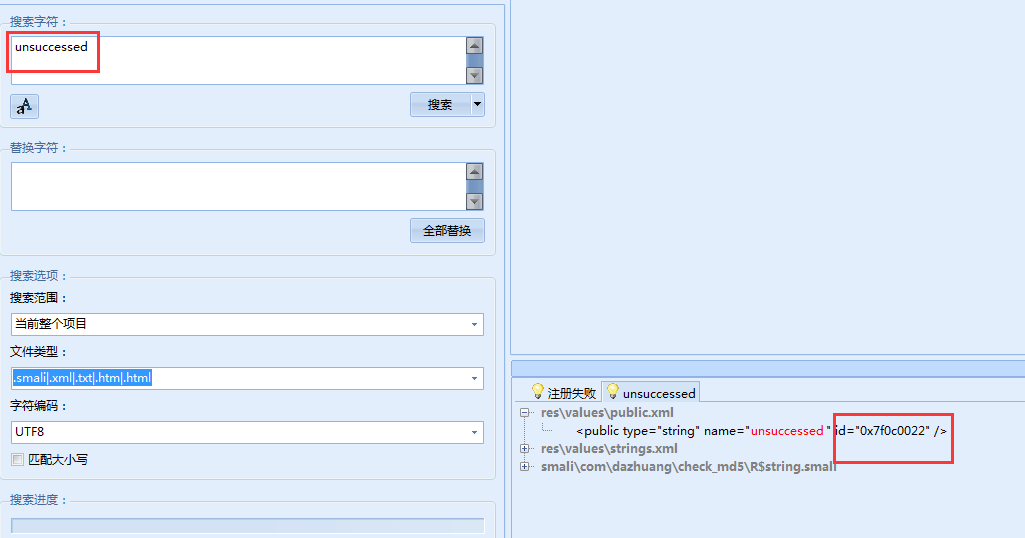 搜索字符：
unsuccessed
搜索
替换字符：
全部替换
搜索选项：
搜索范围：
当前整个项目
文件类型：
.smali|.xml|.txt|.htm|.html
字符编码：
UTF8
匹配大小写
搜索进度：
注册失败 unsuccessed
res\values\public.xml
<public type="string" name="unsuccessed" id="0x7f0c0022" />
res\values\strings.xml
smali\com\dazhuang\check_md5\R$string.smali